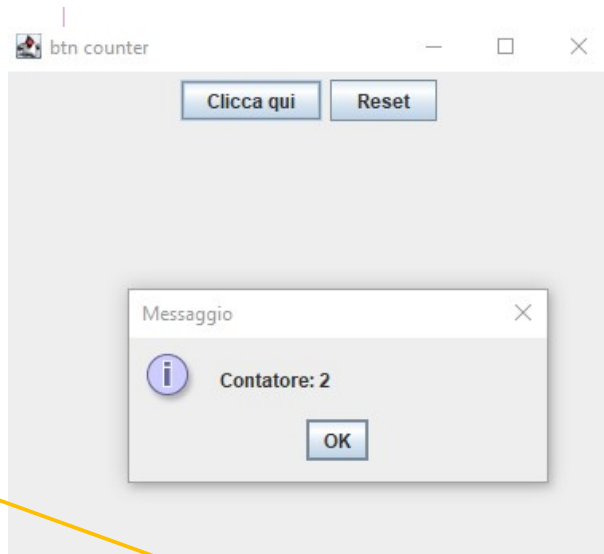 btn counter
Clicca qui Reset
Messaggio
i
Contatore: 2
OK